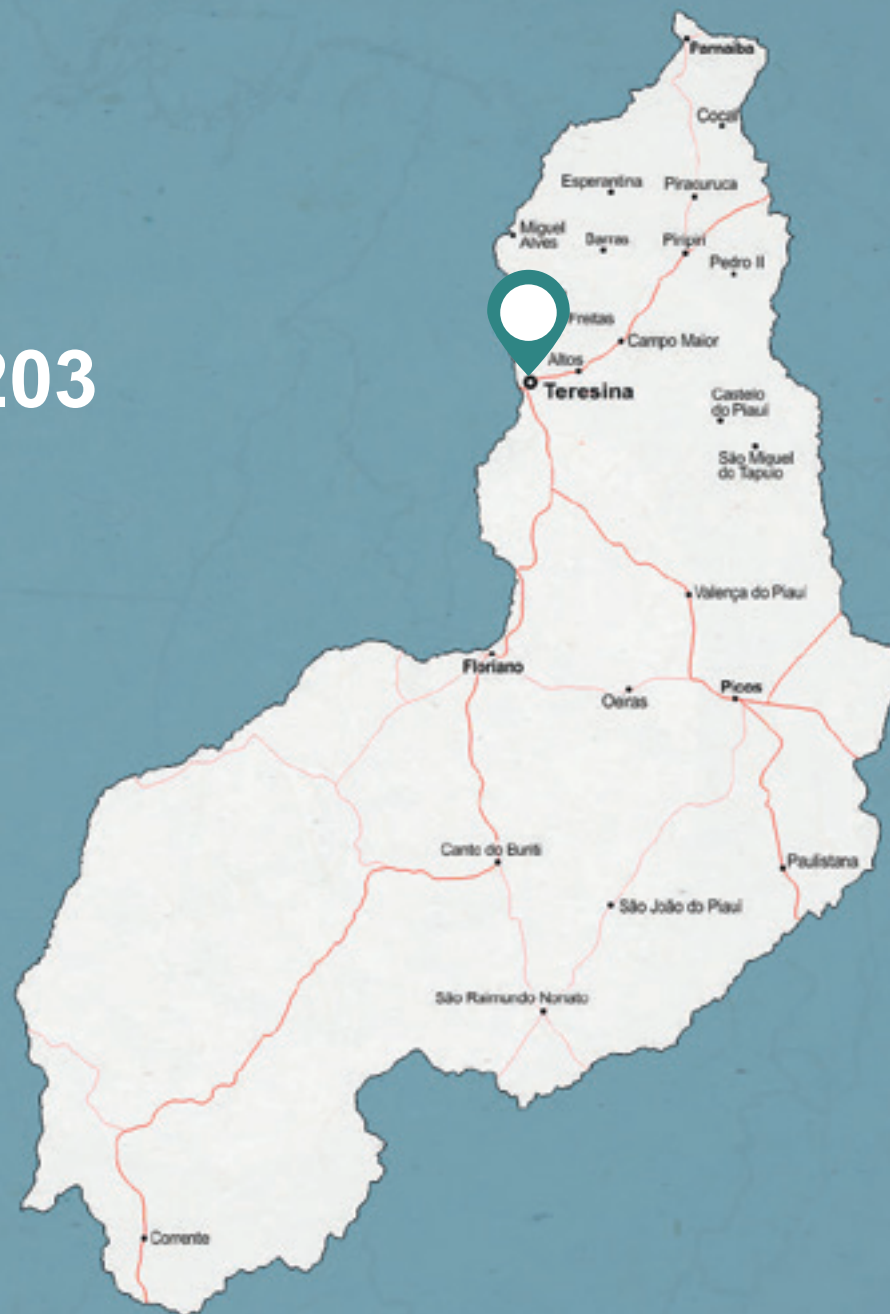 Parnaíba
Cocal
Esperantina
Piracuruca
Miguel
Alves
Barras
Piripiri
Pedro II
Freitas
203
Campo Maior
Altos
Teresina
Castelo
do Piauí
São Miguel
do Tapuio
Valença do Piauí
Floriano
Oeiras
Picos
Canto do Buriti
Paulistana
São João do Piauí
São Raimundo Nonato
Corrente